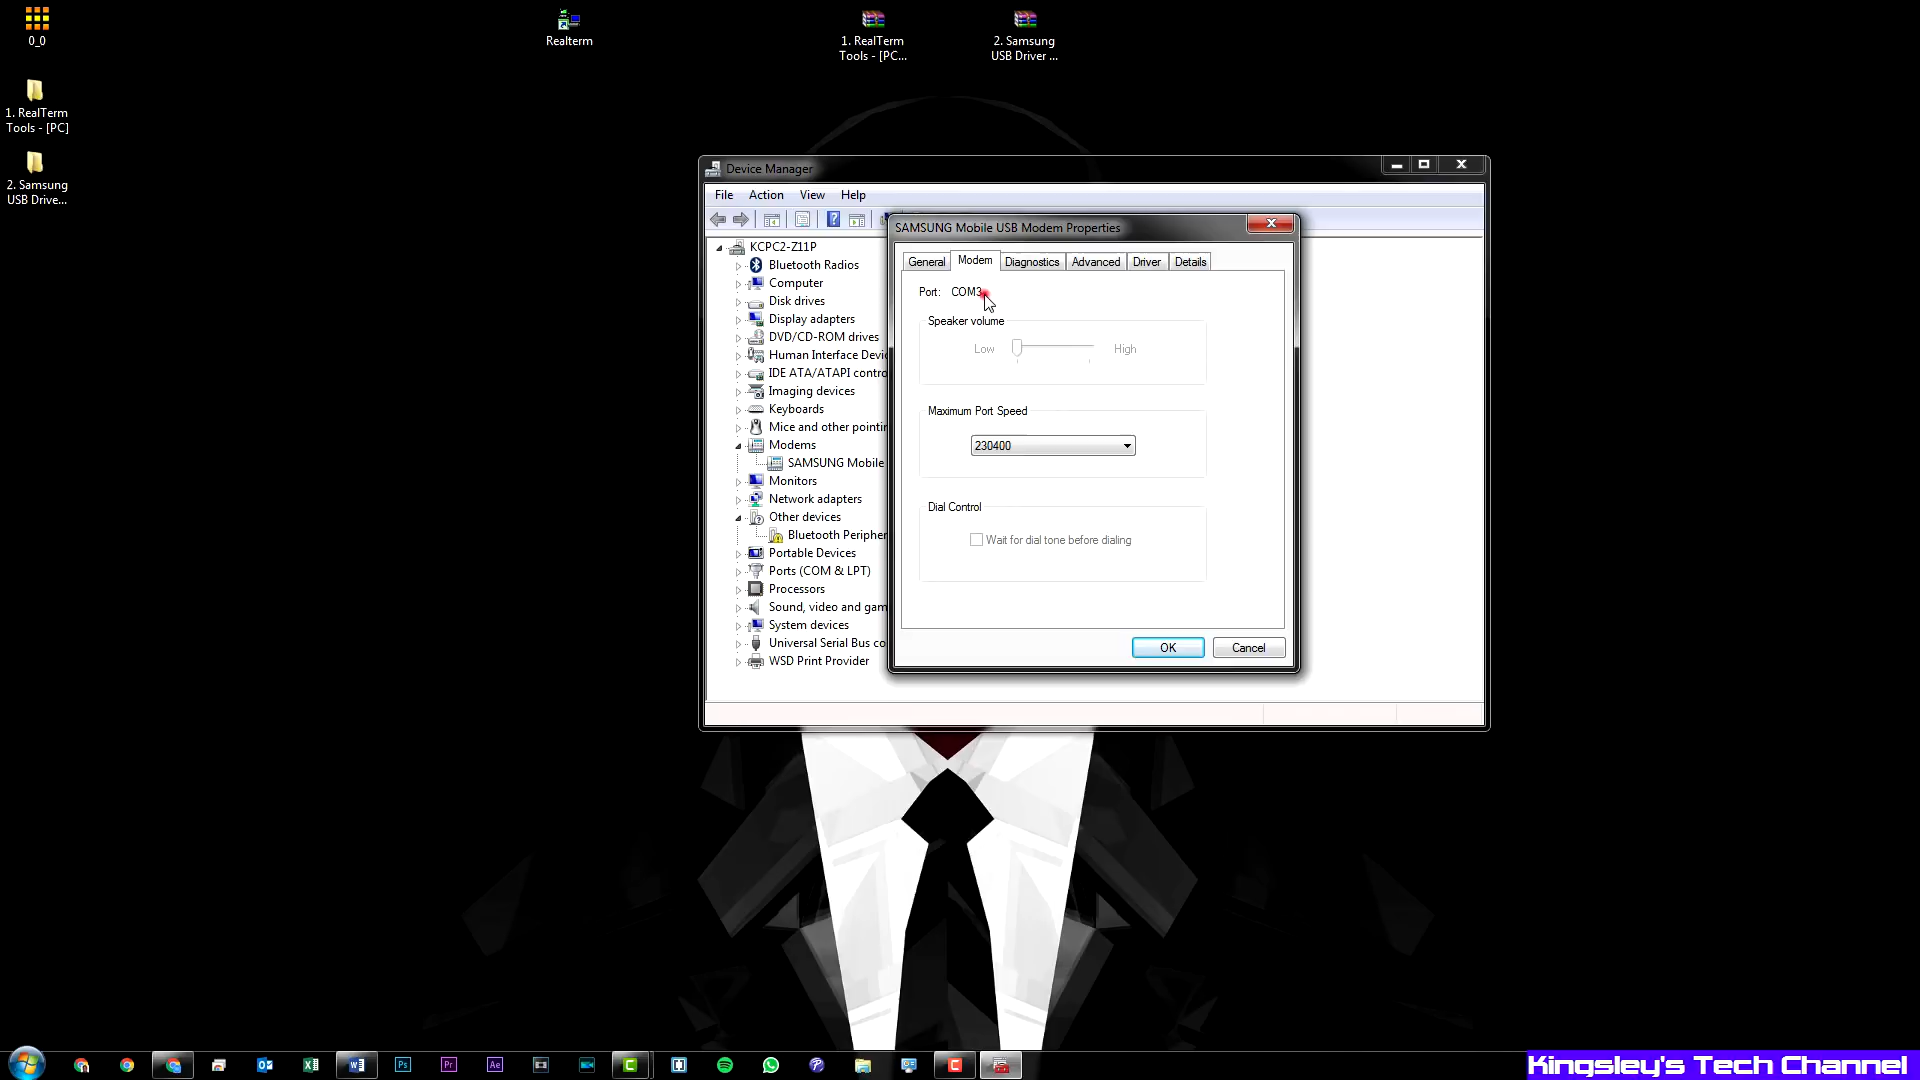 0_0
Realterm
1. RealTerm
Tools - [PC...
2. Samsung
USB Driver ...
1. RealTerm
Tools - [PC]
2. Samsung
USB Drive...
Device Manager
File Action View Help
KCPC2-Z11P
Bluetooth Radios
Computer
Disk drives
Display adapters
DVD/CD-ROM drives
Human Interface Devi
IDE ATA/ATAPI contro
Imaging devices
Keyboards
Mice and other pointin
Modems
SAMSUNG Mobile
Monitors
Network adapters
Other devices
Bluetooth Peripher
Portable Devices
Ports (COM & LPT)
Processors
Sound, video and gam
System devices
Universal Serial Bus co
WSD Print Provider
SAMSUNG Mobile USB Modem Properties
General Modem Diagnostics Advanced Driver Details
Port: COM3
Speaker volume
Low High
Maximum Port Speed
230400
Dial Control
Wait for dial tone before dialing
OK Cancel
Kingsley's Tech Channel